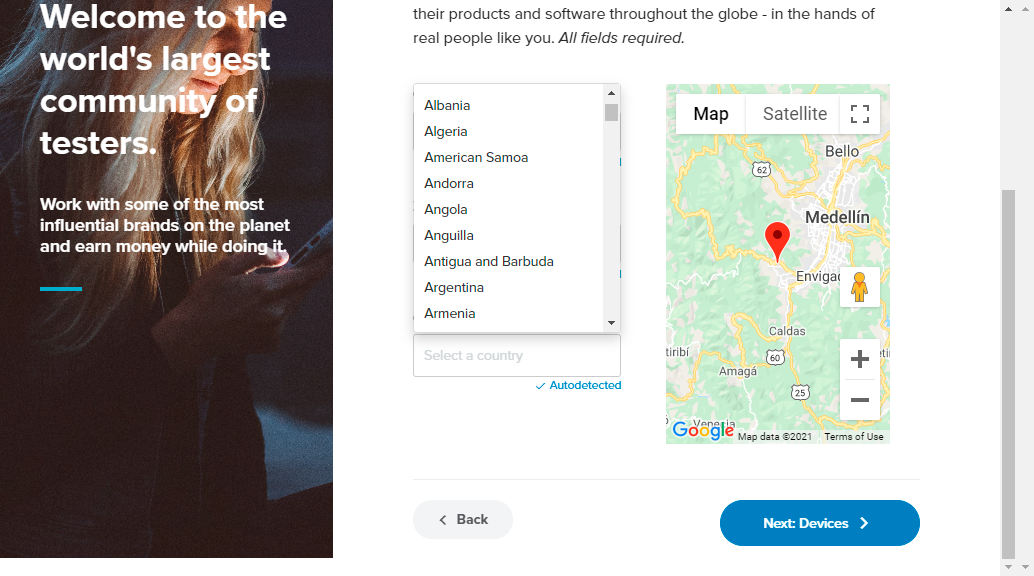 Welcome to the
world's largest
community of
testers.
Work with some of the most
influential brands on the planet
and earn money while doing it.
their products and software throughout the globe - in the hands of
real people like you. All fields required.
Albania
Algeria
American Samoa
Andorra
Angola
Anguilla
Antigua and Barbuda
Argentina
Armenia
Select a country
Autodetected
Map
Satellite
Bello
62
Medellín
Caldas
60
Amagá
25
Google
Map data ©2021
Terms of Use
Back
Next: Devices